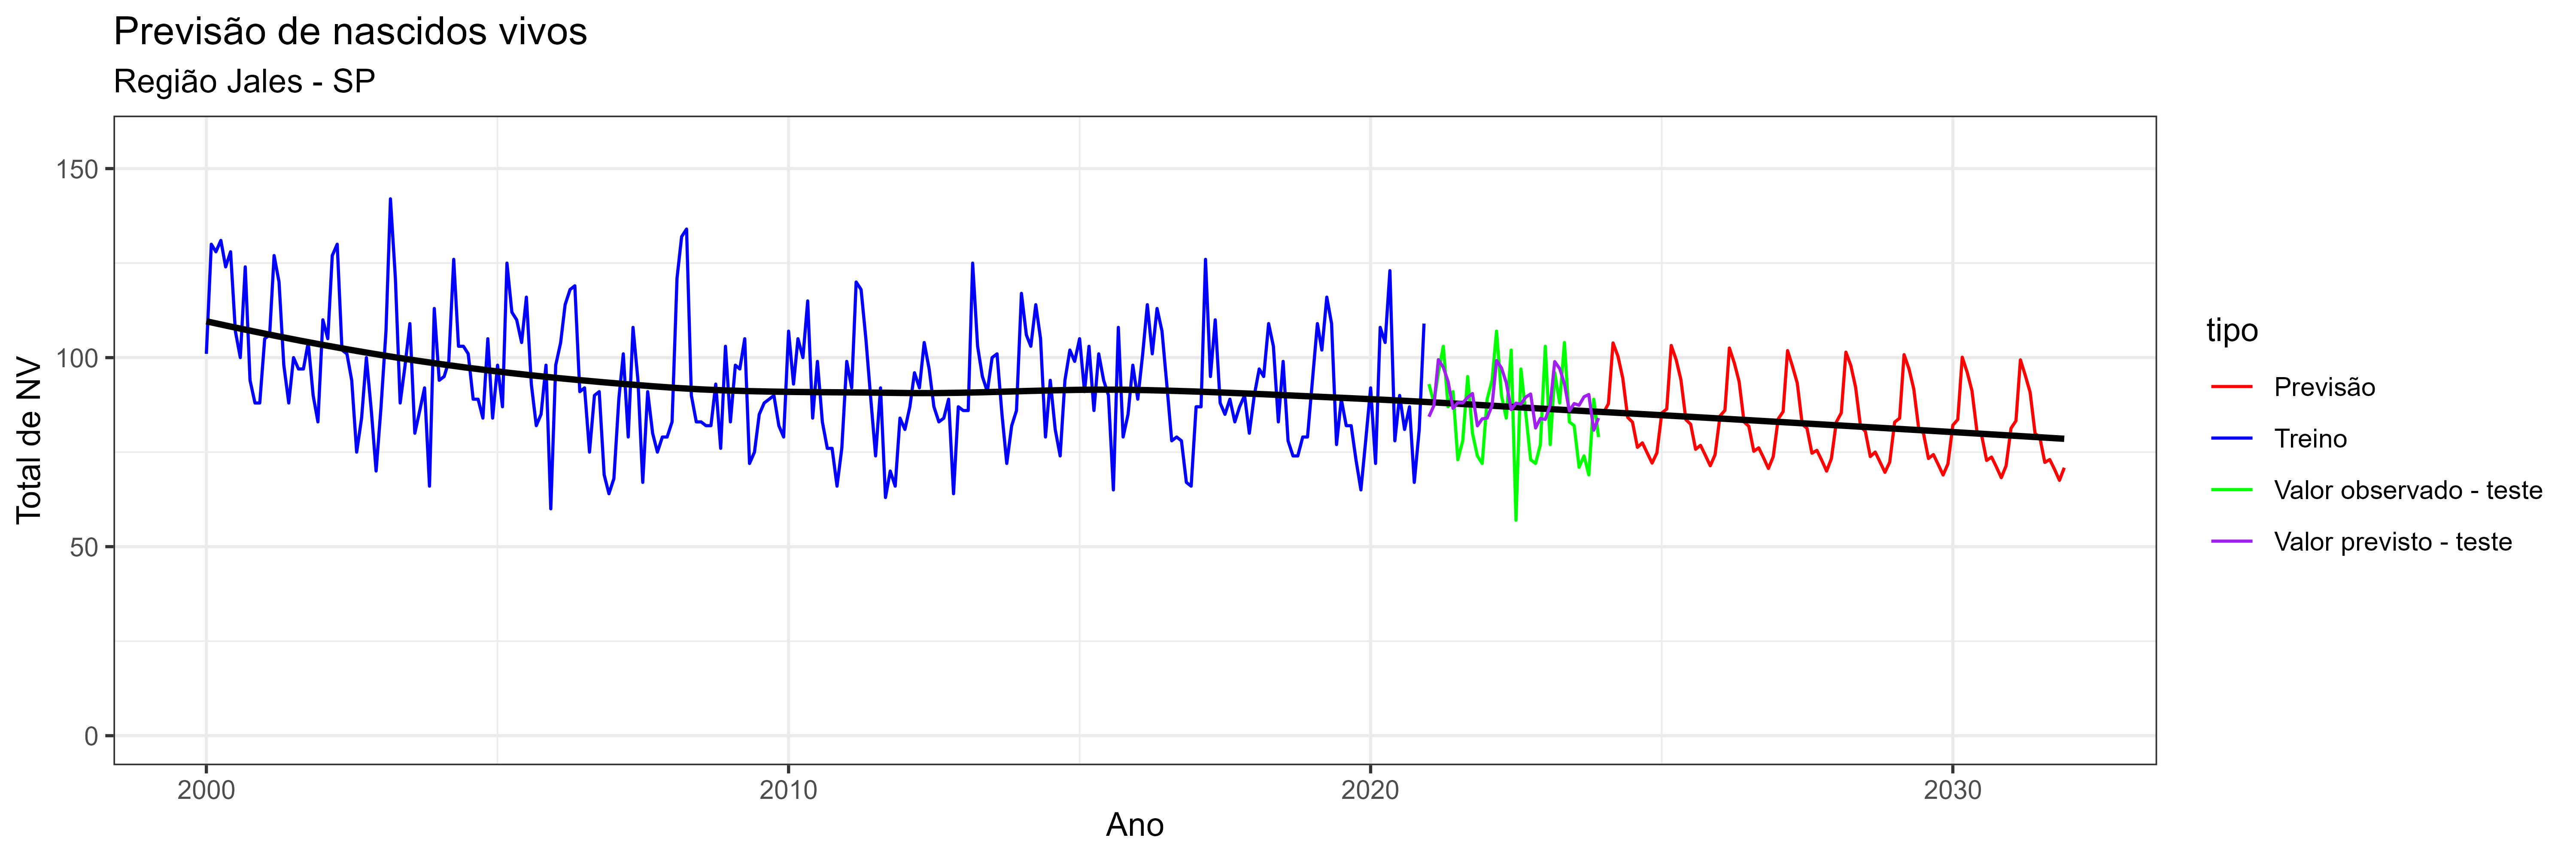 Previsão de nascidos vivos
Região Jales - SP
Total de NV
150
100
50
0
2000
2010
2020
2030
Ano
tipo
Previsão
Treino
Valor observado - teste
Valor previsto - teste